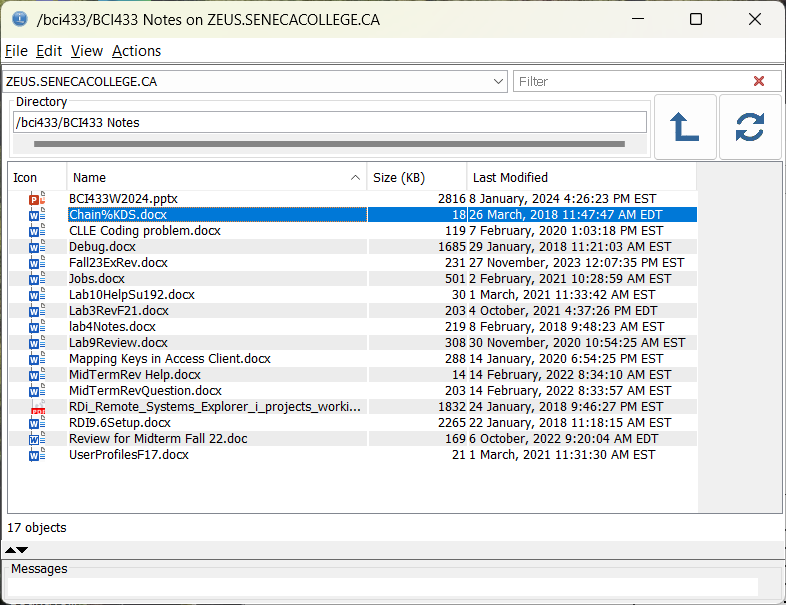 /bci433/BCI433 Notes on ZEUS.SENECACOLLEGE.CA
File Edit View Actions
ZEUS.SENECACOLLEGE.CA Filter
Directory
/bci433/BCI433 Notes
Icon Name Size (KB) Last Modified
BCI433W2024.pptx 2816 8 January, 2024 4:26:23 PM EST
Chain%KDS.docx 18 26 March, 2018 11:47:47 AM EDT
CLLE Coding problem.docx 119 7 February, 2020 1:03:18 PM EST
Debug.docx 1685 29 January, 2018 11:21:03 AM EST
Fall23ExRev.docx 231 27 November, 2023 12:07:35 PM EST
Jobs.docx 501 2 February, 2021 10:28:59 AM EST
Lab10HelpSu192.docx 30 1 March, 2021 11:33:42 AM EST
Lab3RevF21.docx 203 4 October, 2021 4:37:26 PM EDT
lab4Notes.docx 219 8 February, 2018 9:48:23 AM EST
Lab9Review.docx 308 30 November, 2020 10:54:25 AM EST
Mapping Keys in Access Client.docx 288 14 January, 2020 6:54:25 PM EST
MidTermRev Help.docx 14 14 February, 2022 8:34:10 AM EST
MidTermRevQuestion.docx 203 14 February, 2022 8:33:57 AM EST
RDi_Remote_Systems_Explorer_i_projects_worki... 1832 24 January, 2018 9:46:27 PM EST
RDI9.6Setup.docx 2265 22 January, 2018 11:18:15 AM EST
Review for Midterm Fall 22.doc 169 6 October, 2022 9:20:04 AM EDT
UserProfilesF17.docx 21 1 March, 2021 11:31:30 AM EST
17 objects
Messages